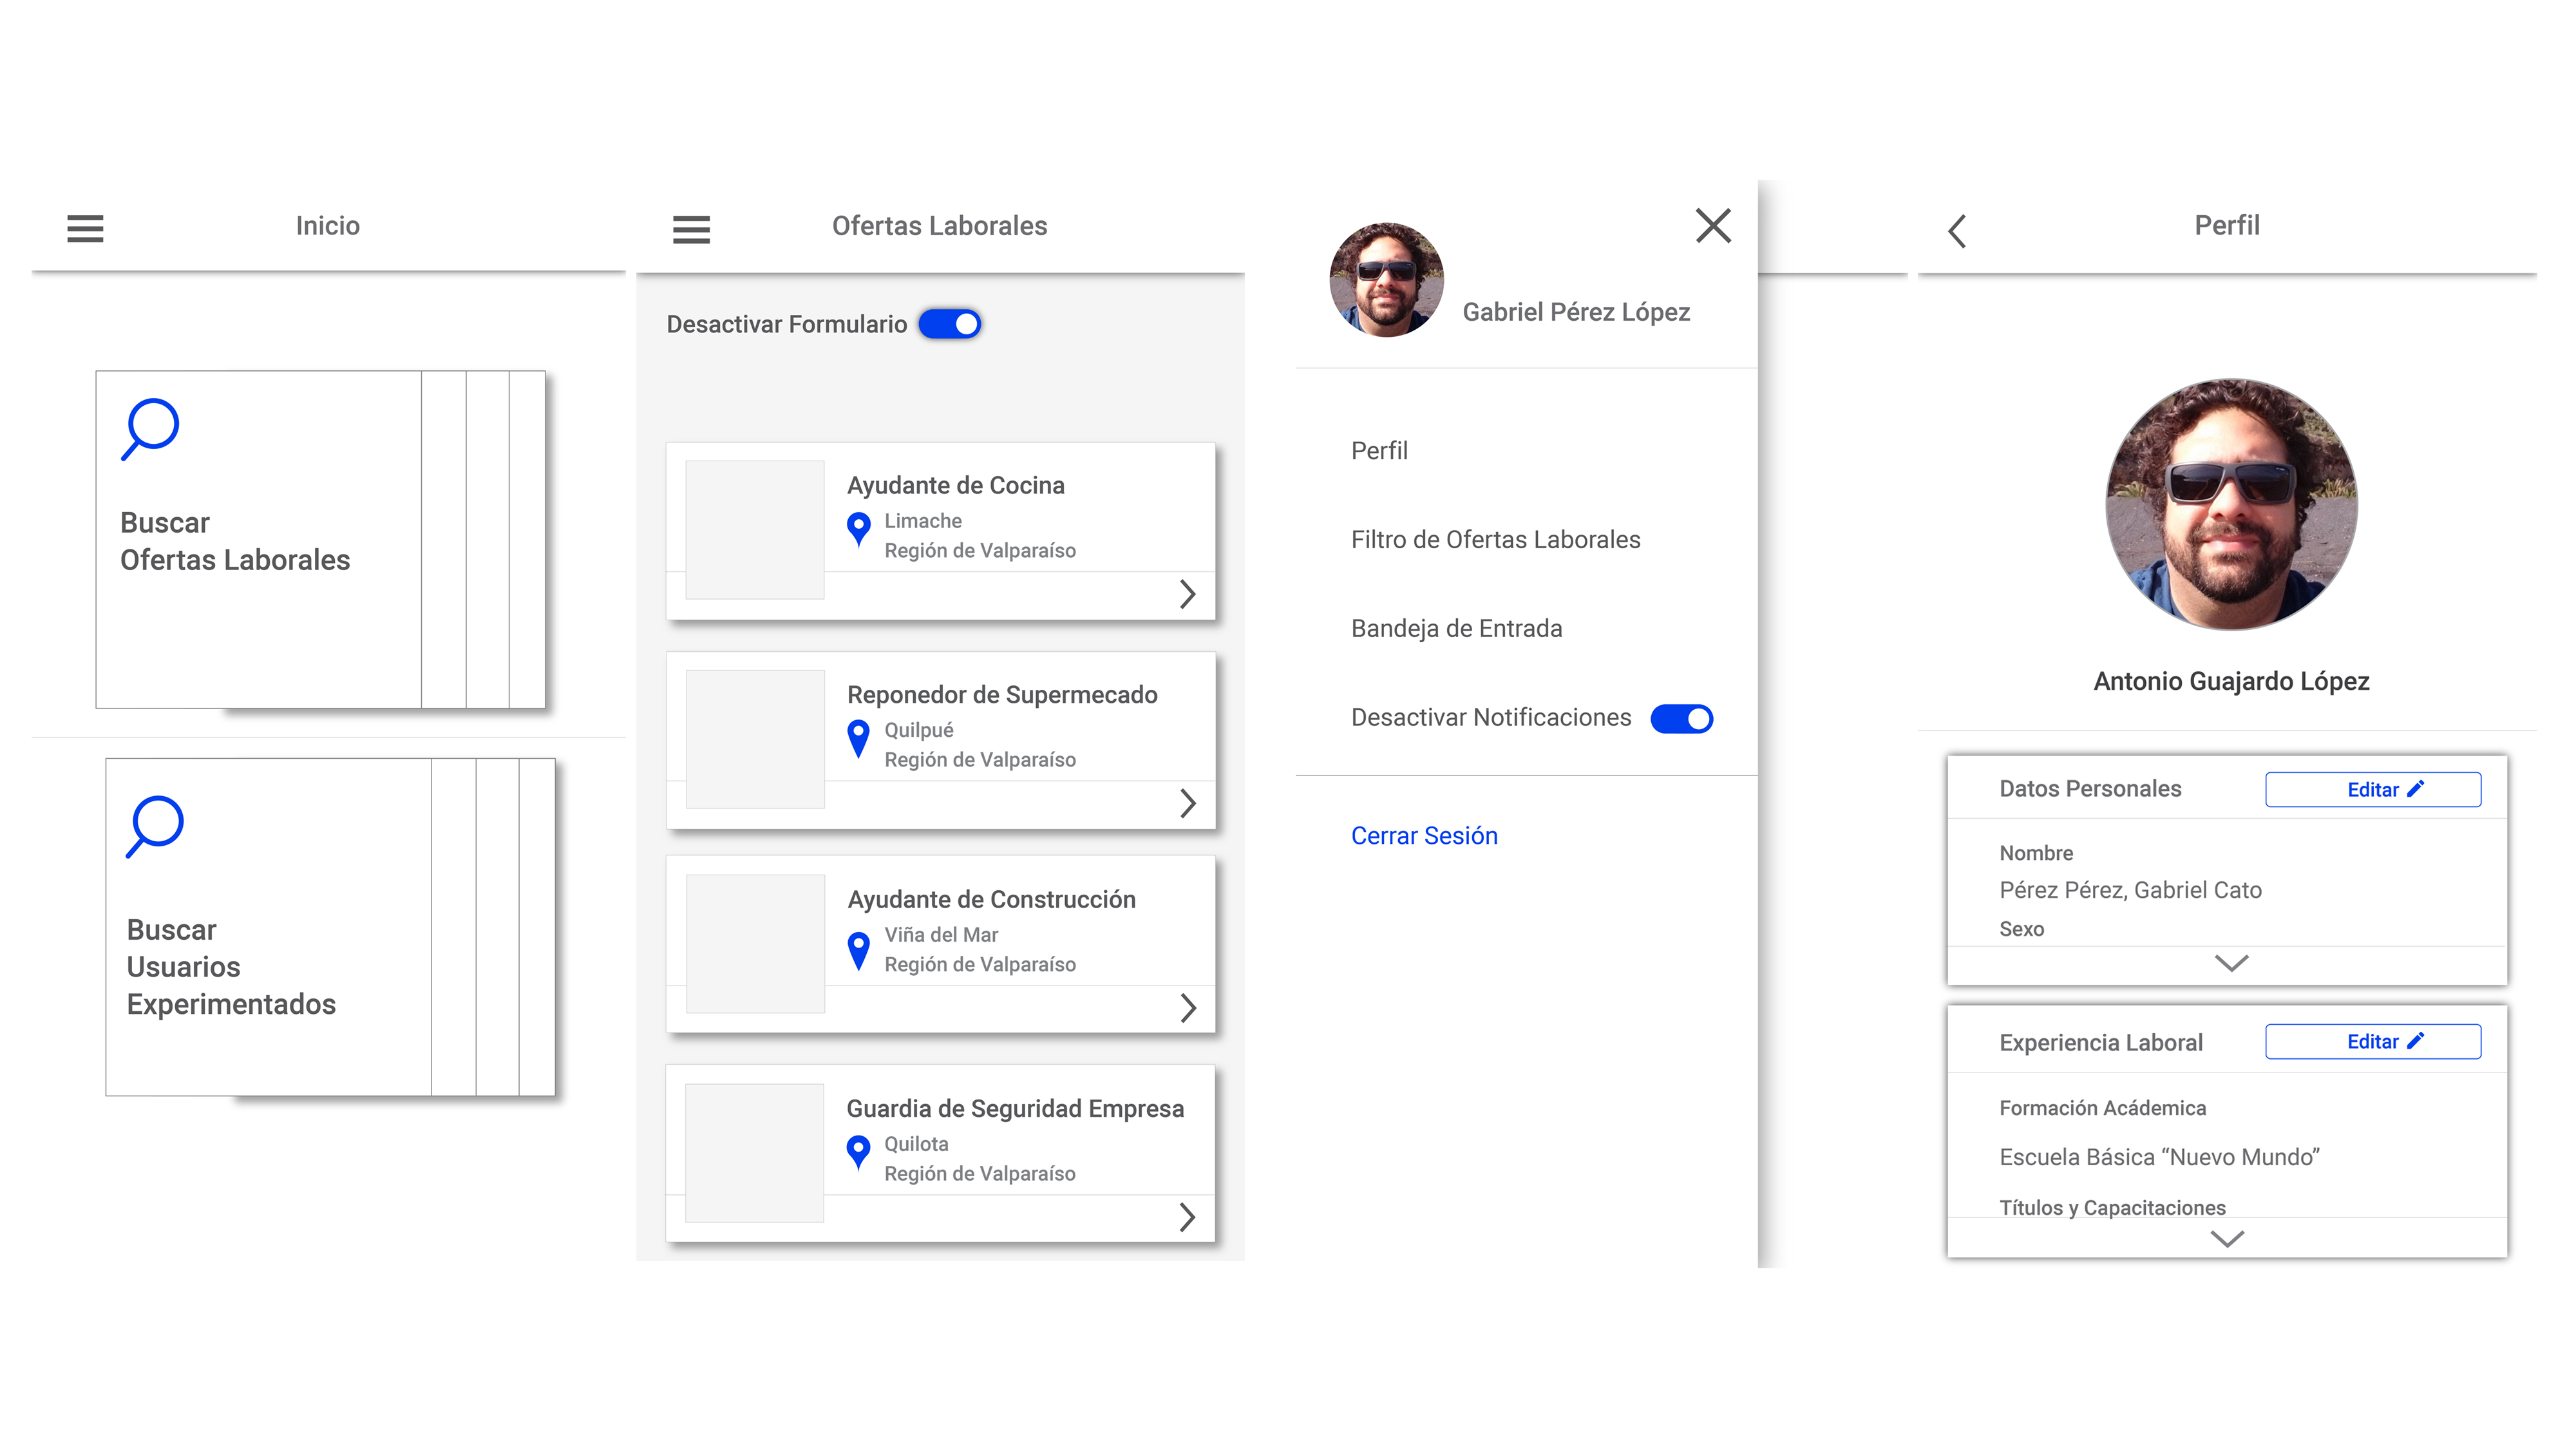 Inicio
Buscar
Ofertas Laborales
Buscar
Usuarios
Experimentados
Ofertas Laborales
Desactivar Formulario
Ayudante de Cocina
Limache
Región de Valparaíso
Reponedor de Supermecado
Quilpué
Región de Valparaíso
Ayudante de Construcción
Viña del Mar
Región de Valparaíso
Guardia de Seguridad Empresa
Quilota
Región de Valparaíso
Gabriel Pérez López
Perfil
Filtro de Ofertas Laborales
Bandeja de Entrada
Desactivar Notificaciones
Cerrar Sesión
Perfil
Antonio Guajardo López
Datos Personales
Editar
Nombre
Pérez Pérez, Gabriel Cato
Sexo
Experiencia Laboral
Editar
Formación Acádemica
Escuela Básica “Nuevo Mundo”
Títulos y Capacitaciones